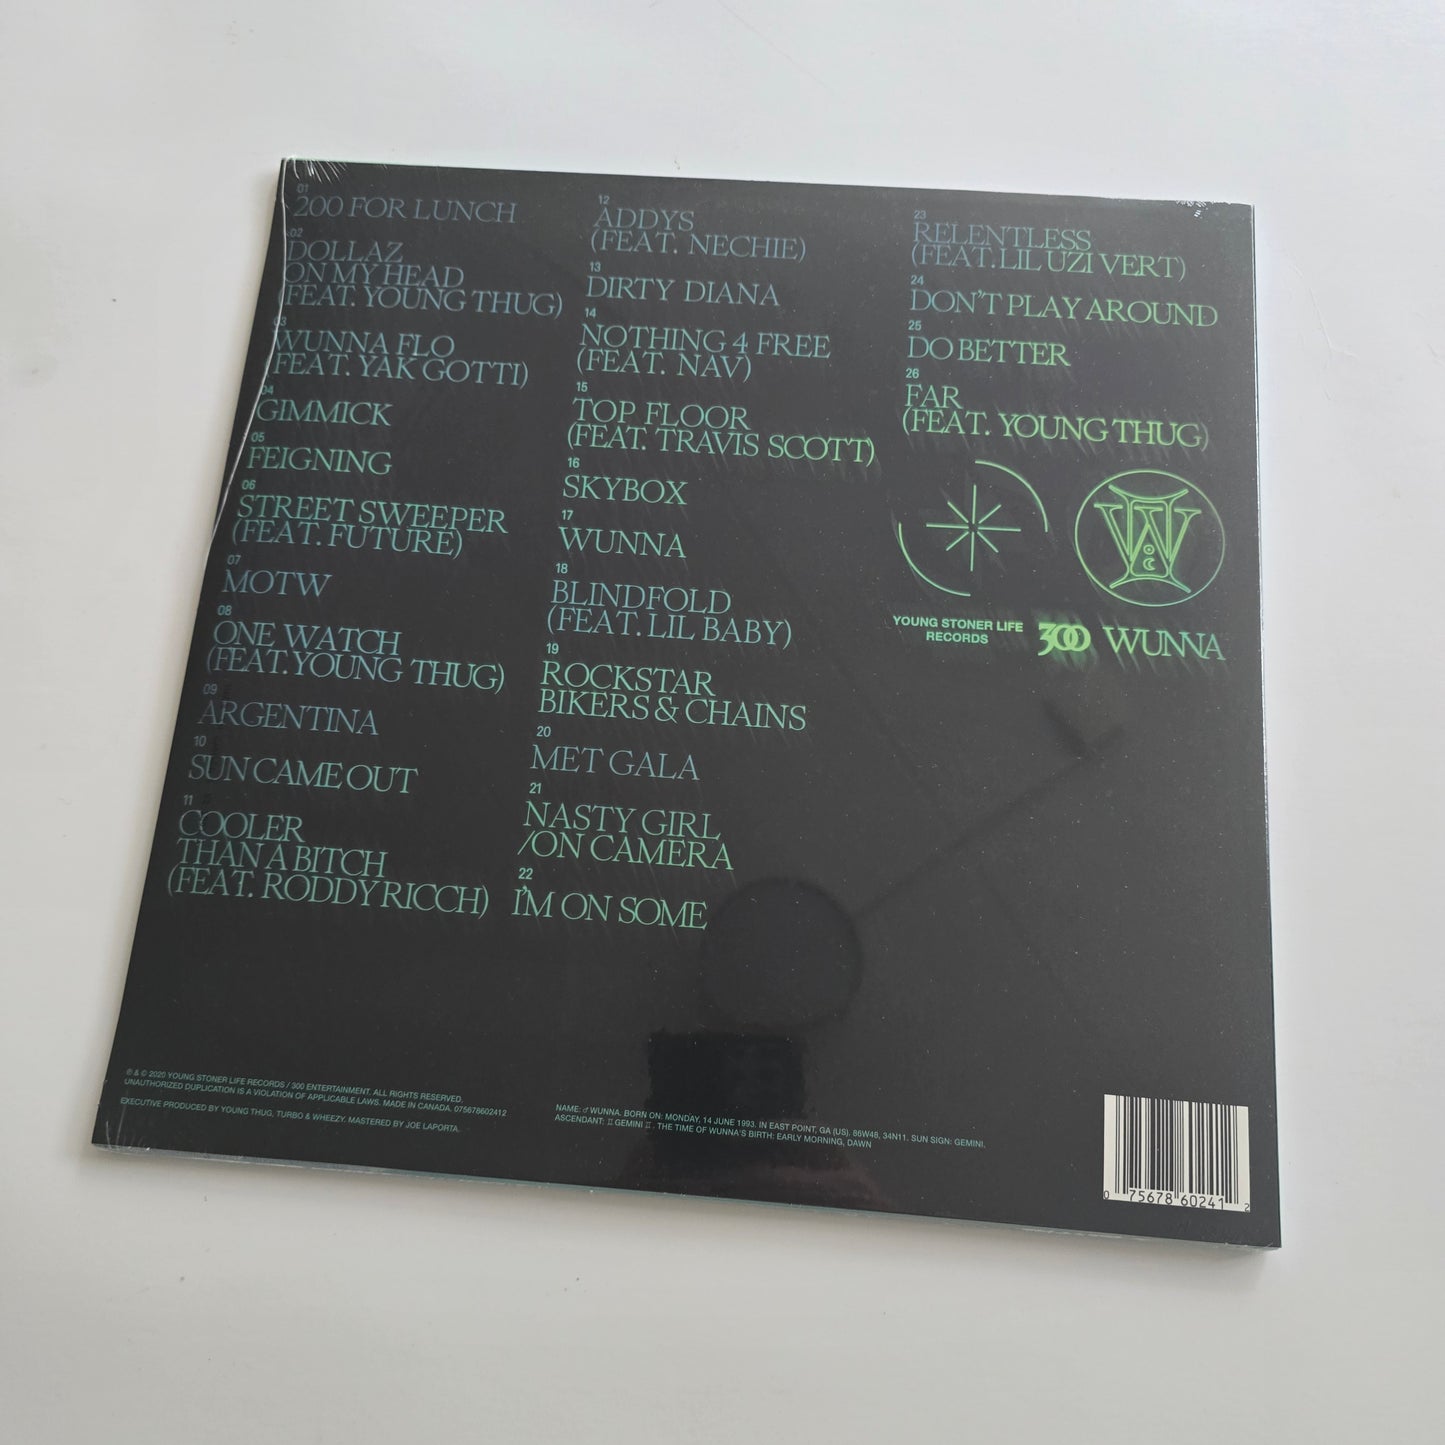 01
200 FOR LUNCH
02
DOLLAZ
ON MY HEAD
(FEAT. YOUNG THUG)
03
WUNNA FLO
(FEAT. YAK GOTTI)
04
GIMMICK
05
FEIGNING
06
STREET SWEEPER
(FEAT. FUTURE)
07
MOTW
08
ONE WATCH
(FEAT. YOUNG THUG)
09
ARGENTINA
10
SUN CAME OUT
11
COOLER
THAN A BITCH
(FEAT. RODDY RICCH)
12
ADDYS
(FEAT. NECHIE)
13
DIRTY DIANA
14
NOTHING 4 FREE
(FEAT. NAV)
15
TOP FLOOR
(FEAT. TRAVIS SCOTT)
16
SKYBOX
17
WUNNA
18
BLINDFOLD
(FEAT. LIL BABY)
19
ROCKSTAR
BIKERS & CHAINS
20
MET GALA
21
NASTY GIRL
/ON CAMERA
22
I'M ON SOME
23
RELENTLESS
(FEAT. LIL UZI VERT)
24
DON'T PLAY AROUND
25
DO BETTER
26
FAR
(FEAT. YOUNG THUG)
W
YOUNG STONER LIFE
RECORDS
300
WUNNA
℗ & © 2020 YOUNG STONER LIFE RECORDS / 300 ENTERTAINMENT. ALL RIGHTS RESERVED.
UNAUTHORIZED DUPLICATION IS A VIOLATION OF APPLICABLE LAWS. MADE IN CANADA. 075678602412
EXECUTIVE PRODUCED BY YOUNG THUG, TURBO & WHEEZY. MASTERED BY JOE LAPORTA.
NAME: ♂ WUNNA. BORN ON: MONDAY, 14 JUNE 1993. IN EAST POINT, GA (US). 86W48, 34N11. SUN SIGN: GEMINI.
ASCENDANT: ♊ GEMINI ♊. THE TIME OF WUNNA'S BIRTH: EARLY MORNING, DAWN
0 75678 60241 2